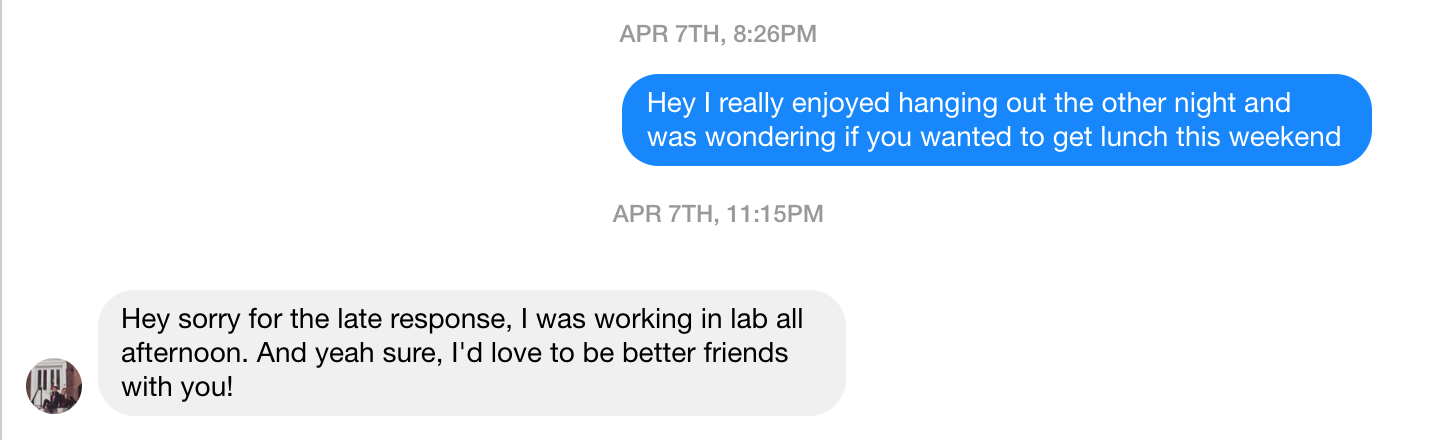 APR 7TH, 8:26PM
Hey I really enjoyed hanging out the other night and
was wondering if you wanted to get lunch this weekend
APR 7TH, 11:15PM
Hey sorry for the late response, I was working in lab all
afternoon. And yeah sure, I'd love to be better friends
with you!